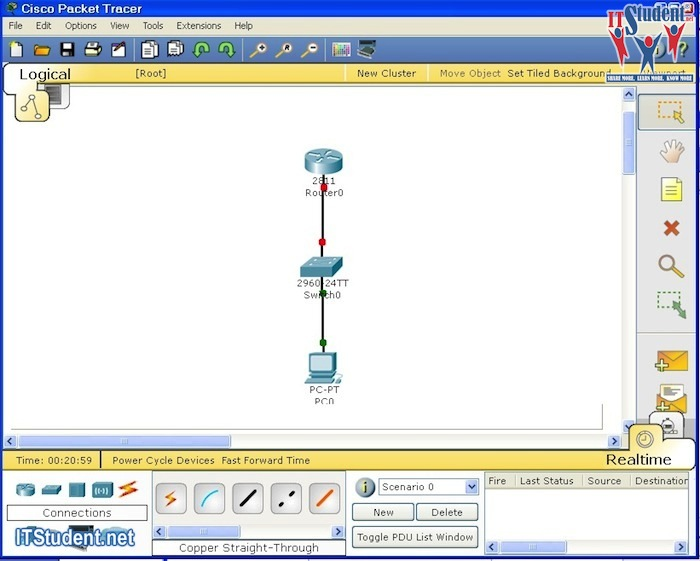 Cisco Packet Tracer
File Edit Options View Tools Extensions Help
ITStudent.net
SHARE MORE, LEARN MORE, KNOW MORE
Logical
[Root]
New Cluster
Move Object
Set Tiled Background
Viewport
2811
Router0
2960-24TT
Switch0
PC-PT
PC0
Time: 00:20:59
Power Cycle Devices Fast Forward Time
Realtime
Connections
ITStudent.net
Copper Straight-Through
i
Scenario 0
New
Delete
Toggle PDU List Window
Fire
Last Status
Source
Destination